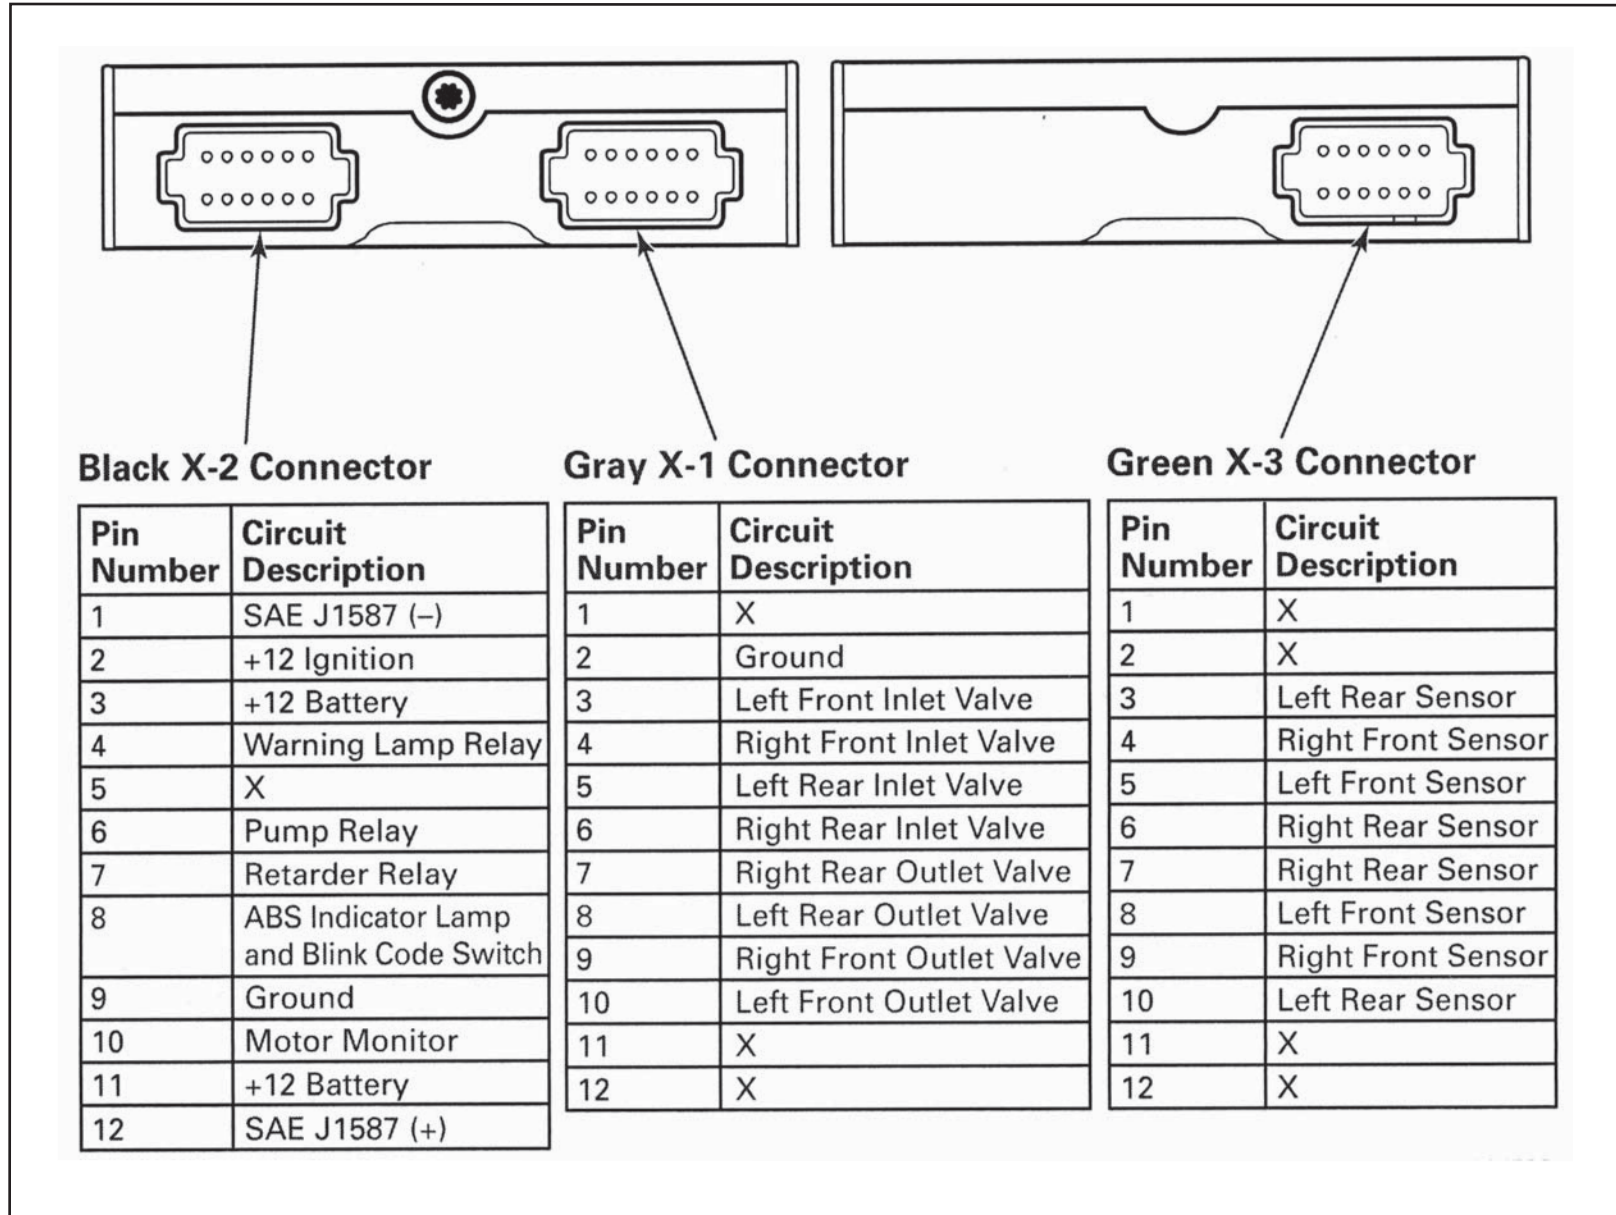 Black X-2 Connector
Pin Number
Circuit Description
1 SAE J1587 (–)
2 +12 Ignition
3 +12 Battery
4 Warning Lamp Relay
5 X
6 Pump Relay
7 Retarder Relay
8 ABS Indicator Lamp
and Blink Code Switch
9 Ground
10 Motor Monitor
11 +12 Battery
12 SAE J1587 (+)
Gray X-1 Connector
Pin Number
Circuit Description
1 X
2 Ground
3 Left Front Inlet Valve
4 Right Front Inlet Valve
5 Left Rear Inlet Valve
6 Right Rear Inlet Valve
7 Right Rear Outlet Valve
8 Left Rear Outlet Valve
9 Right Front Outlet Valve
10 Left Front Outlet Valve
11 X
12 X
Green X-3 Connector
Pin Number
Circuit Description
1 X
2 X
3 Left Rear Sensor
4 Right Front Sensor
5 Left Front Sensor
6 Right Rear Sensor
7 Right Rear Sensor
8 Left Front Sensor
9 Right Front Sensor
10 Left Rear Sensor
11 X
12 X